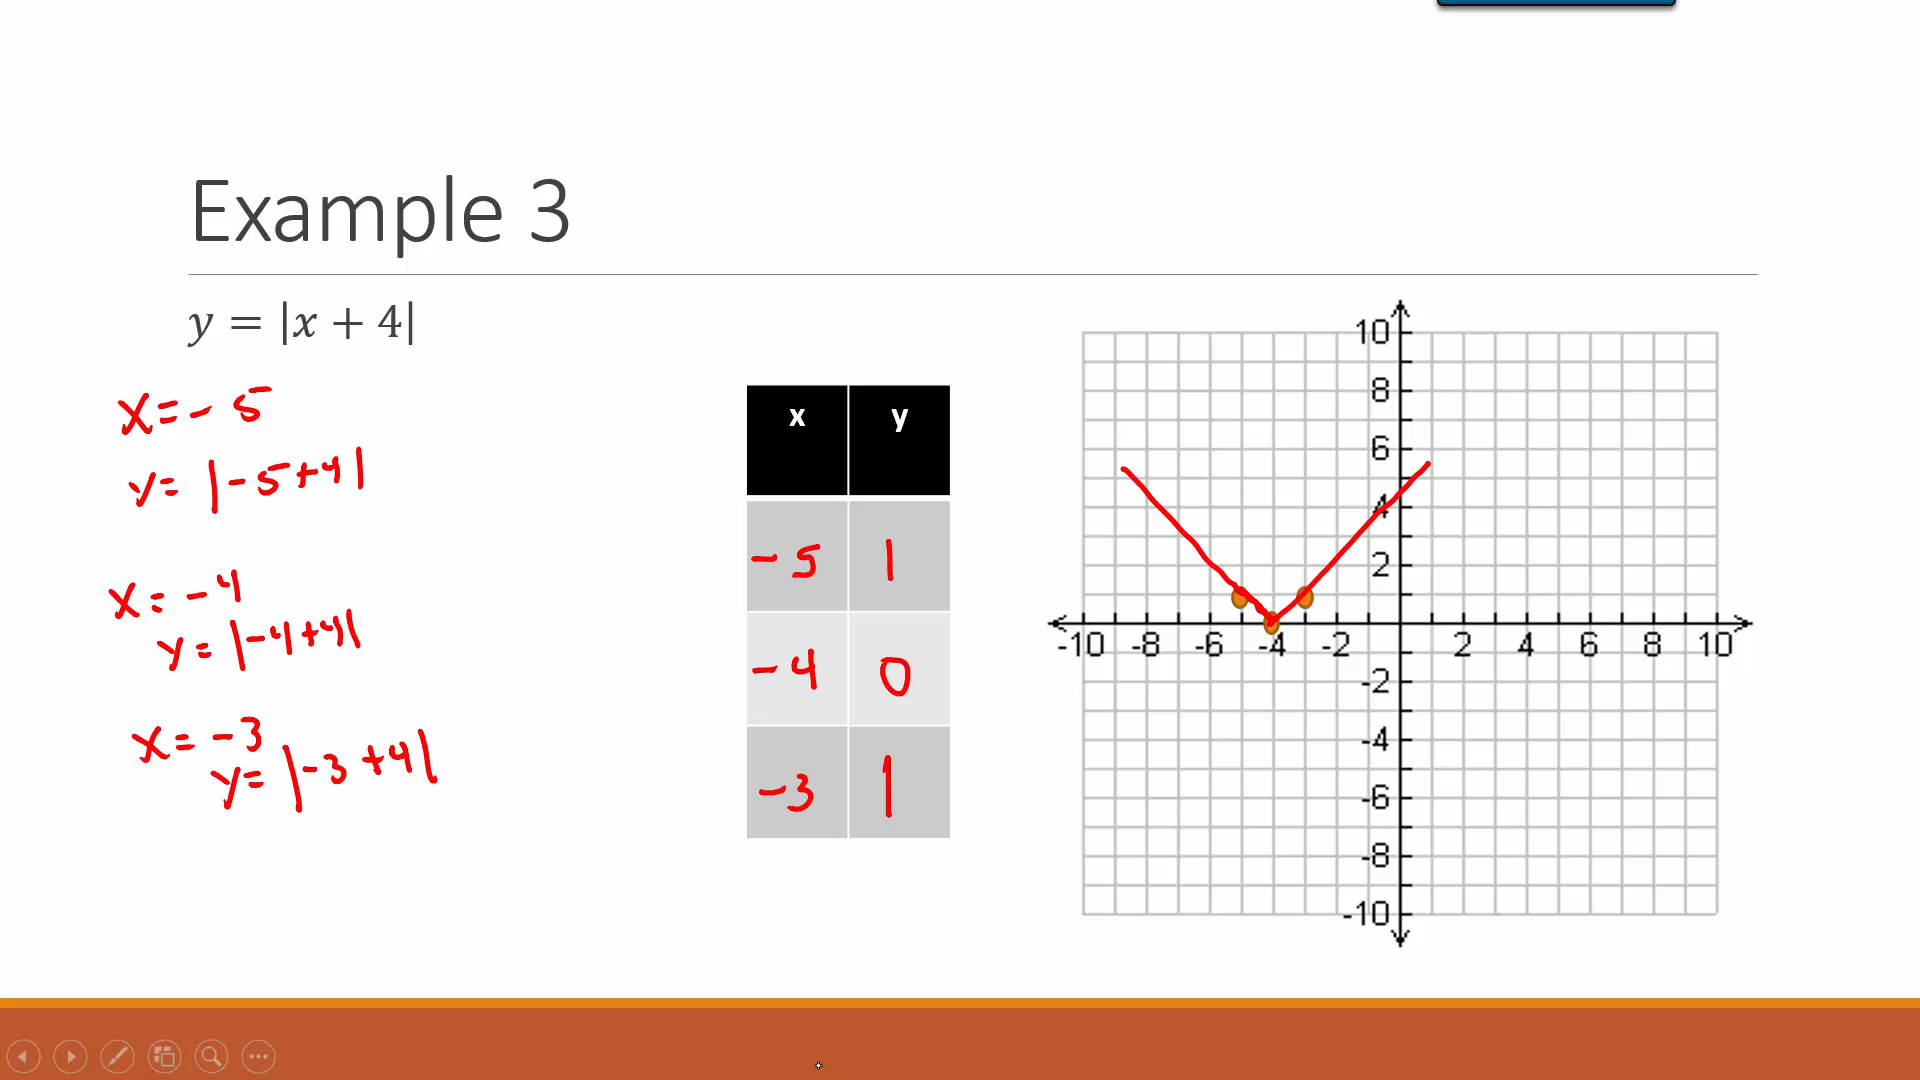 Example 3
y = |x + 4|
x = - 5
y = |-5+4|
x = -4
y = |-4+4|
x = -3
y = |-3+4|
x y
-5 1
-4 0
-3 1
10
8
6
4
2
-10 -8 -6 -4 -2 2 4 6 8 10
-2
-4
-6
-8
-10